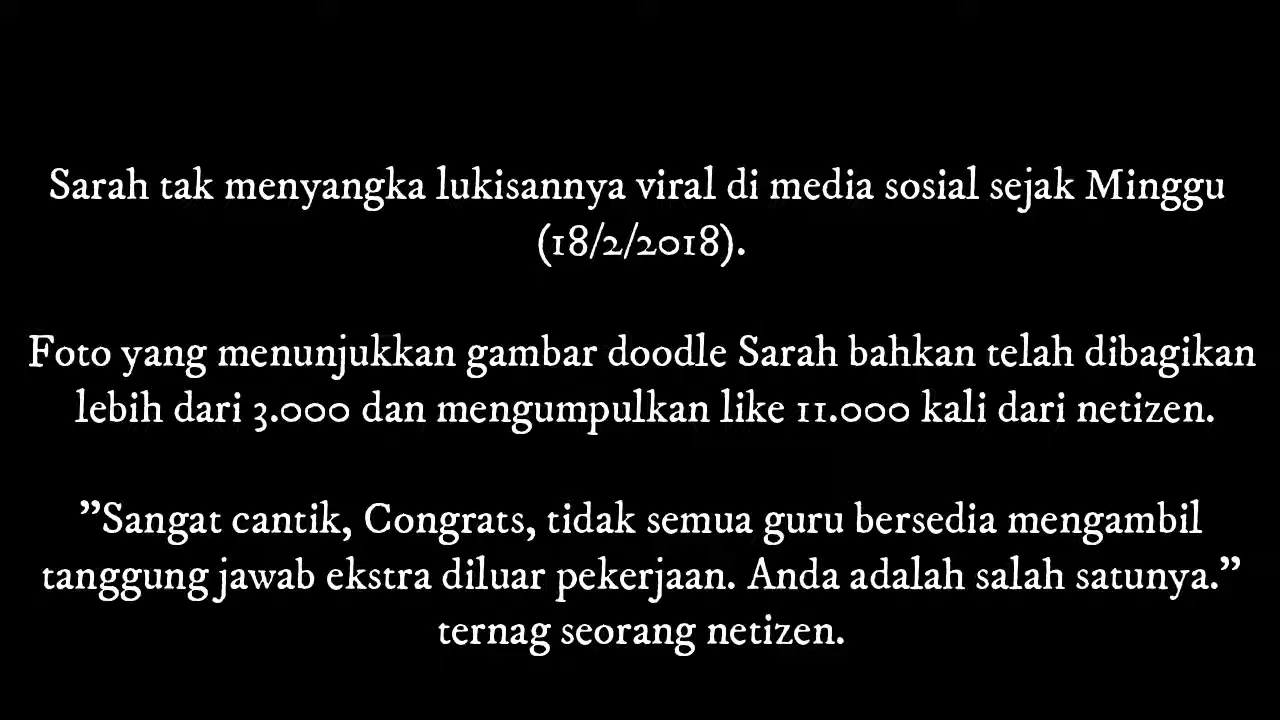 Sarah tak menyangka lukisannya viral di media sosial sejak Minggu
(18/2/2018).
Foto yang menunjukkan gambar doodle Sarah bahkan telah dibagikan
lebih dari 3.000 dan mengumpulkan like 11.000 kali dari netizen.
"Sangat cantik, Congrats, tidak semua guru bersedia mengambil
tanggung jawab ekstra diluar pekerjaan. Anda adalah salah satunya."
ternag seorang netizen.